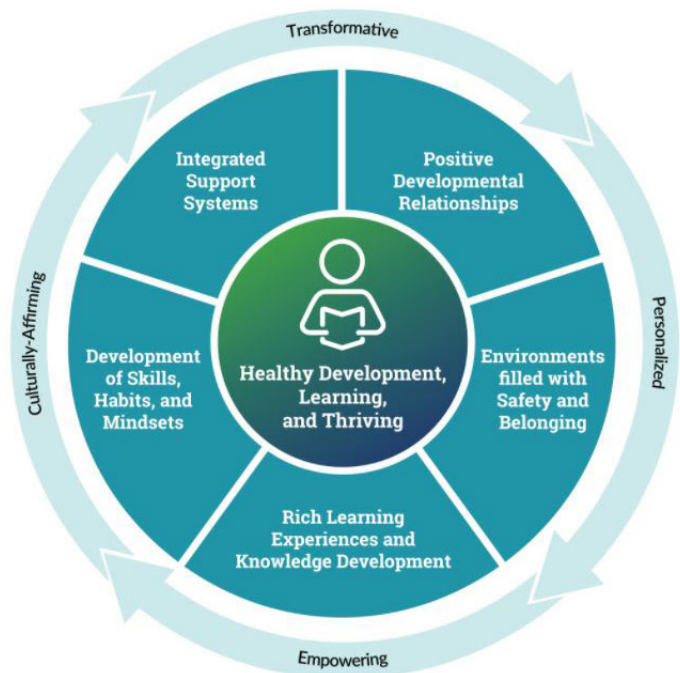 Transformative
Integrated
Support
Systems
Positive
Developmental
Relationships
Culturally-Affirming
Personalized
Development
of Skills,
Habits, and
Mindsets
Healthy Development,
Learning,
and Thriving
Environments
filled with
Safety and
Belonging
Rich Learning
Experiences and
Knowledge Development
Empowering